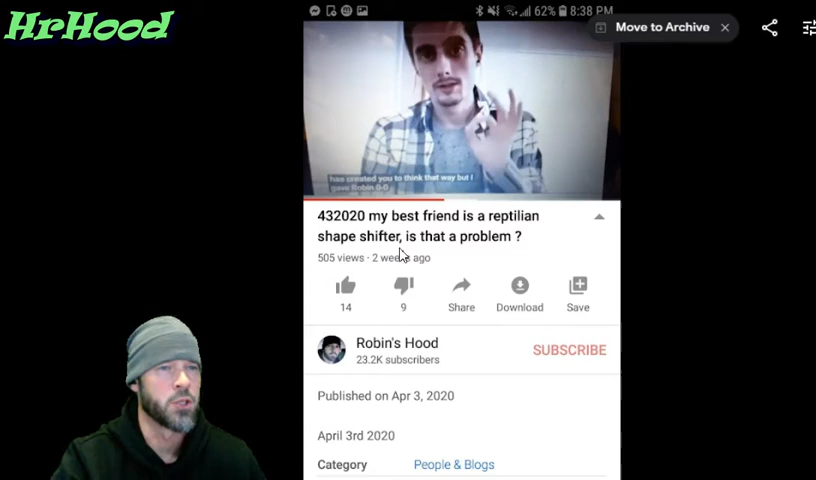 HrHood
62% 8:38 PM
Move to Archive
has created you to think that way but I
gave Robin 0-0
432020 my best friend is a reptilian
shape shifter, is that a problem ?
505 views · 2 weeks ago
14
9
Share
Download
Save
Robin's Hood
23.2K subscribers
SUBSCRIBE
Published on Apr 3, 2020
April 3rd 2020
Category
People & Blogs